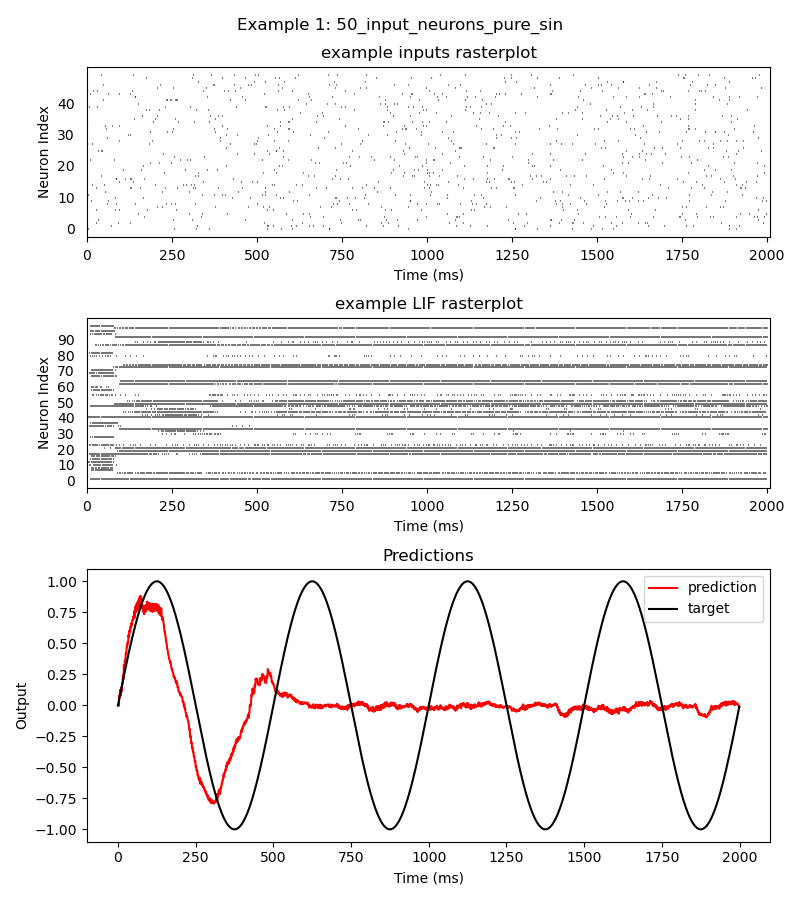 Example 1: 50_input_neurons_pure_sin
example inputs rasterplot
40
30
20
10
0
Neuron Index
0 250 500 750 1000 1250 1500 1750 2000
Time (ms)
example LIF rasterplot
90
80
70
60
50
40
30
20
10
0
Neuron Index
0 250 500 750 1000 1250 1500 1750 2000
Time (ms)
Predictions
1.00
0.75
0.50
0.25
0.00
−0.25
−0.50
−0.75
−1.00
Output
prediction
target
0 250 500 750 1000 1250 1500 1750 2000
Time (ms)